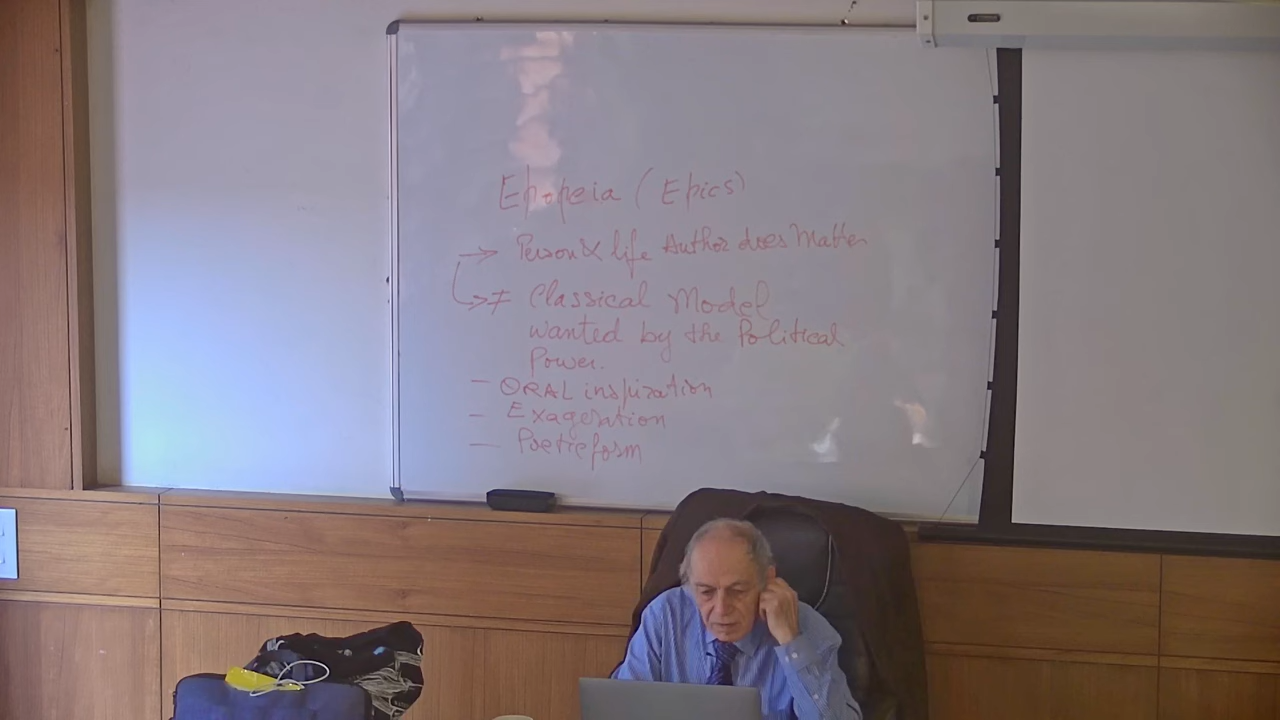 Epopeia (Epics)
→ Person & life Author does Matter
→ ≠ Classical Model
wanted by the Political
Power.
- ORAL inspiration
- Exageration
- Poetic form